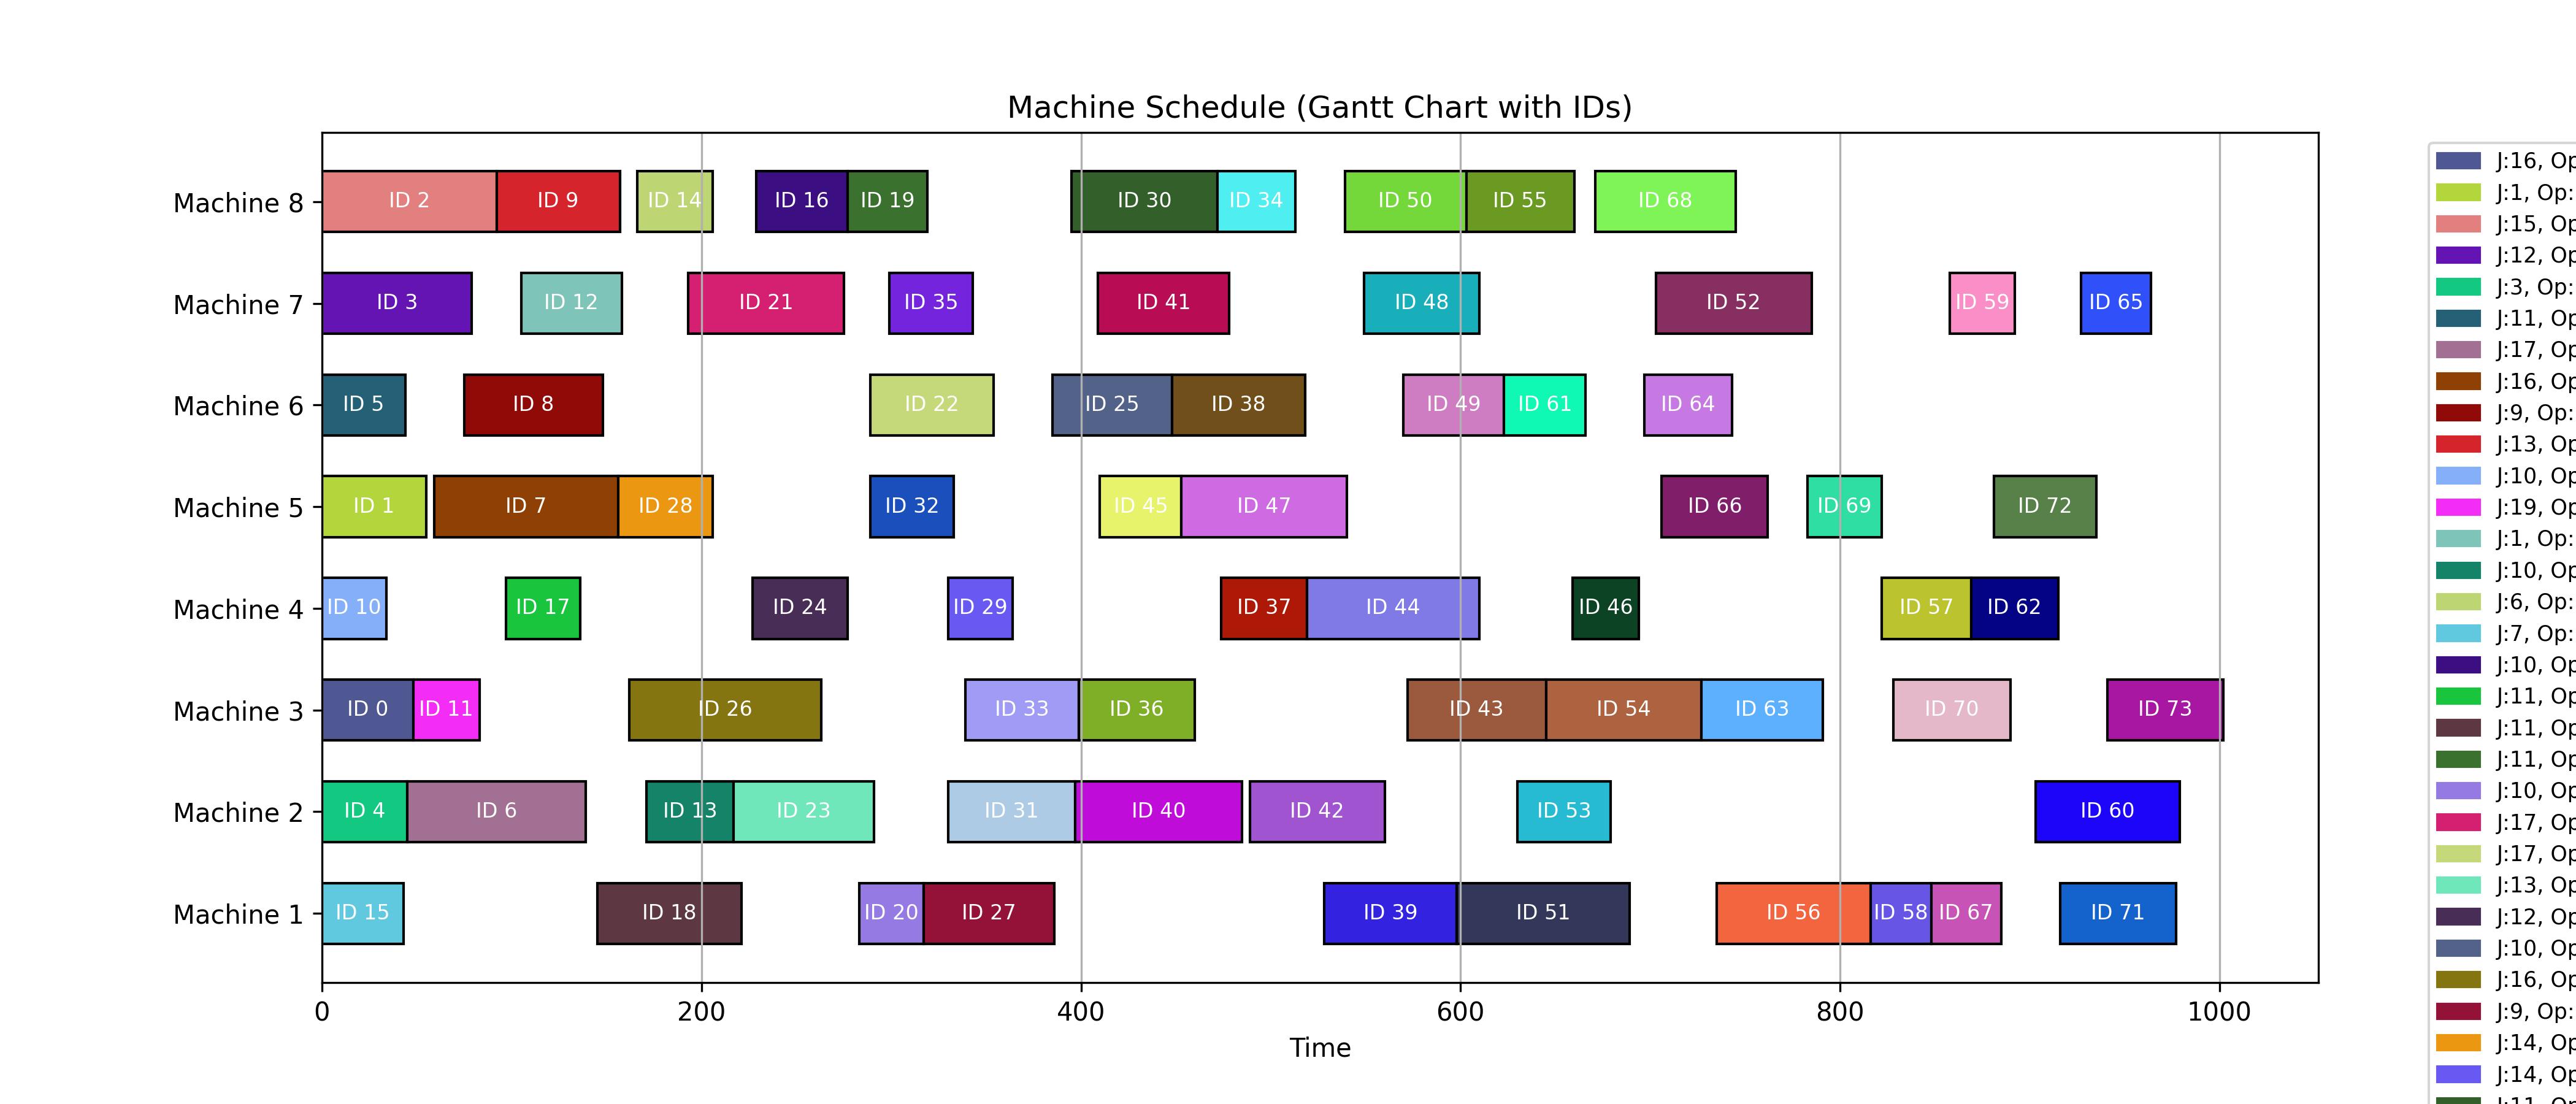 Machine Schedule (Gantt Chart with IDs)
Machine 8
ID 2 ID 9 ID 14 ID 16 ID 19 ID 30 ID 34 ID 50 ID 55 ID 68
Machine 7
ID 3 ID 12 ID 21 ID 35 ID 41 ID 48 ID 52 ID 59 ID 65
Machine 6
ID 5 ID 8 ID 22 ID 25 ID 38 ID 49 ID 61 ID 64
Machine 5
ID 1 ID 7 ID 28 ID 32 ID 45 ID 47 ID 66 ID 69 ID 72
Machine 4
ID 10 ID 17 ID 24 ID 29 ID 37 ID 44 ID 46 ID 57 ID 62
Machine 3
ID 0 ID 11 ID 26 ID 33 ID 36 ID 43 ID 54 ID 63 ID 70 ID 73
Machine 2
ID 4 ID 6 ID 13 ID 23 ID 31 ID 40 ID 42 ID 53 ID 60
Machine 1
ID 15 ID 18 ID 20 ID 27 ID 39 ID 51 ID 56 ID 58 ID 67 ID 71
0 200 400 600 800 1000
Time
J:16, Op
J:1, Op:
J:15, Op
J:12, Op
J:3, Op:
J:11, Op
J:17, Op
J:16, Op
J:9, Op:
J:13, Op
J:10, Op
J:19, Op
J:1, Op:
J:10, Op
J:6, Op:
J:7, Op:
J:10, Op
J:11, Op
J:11, Op
J:11, Op
J:10, Op
J:17, Op
J:17, Op
J:13, Op
J:12, Op
J:10, Op
J:16, Op
J:9, Op:
J:14, Op
J:14, Op
J:11, Op